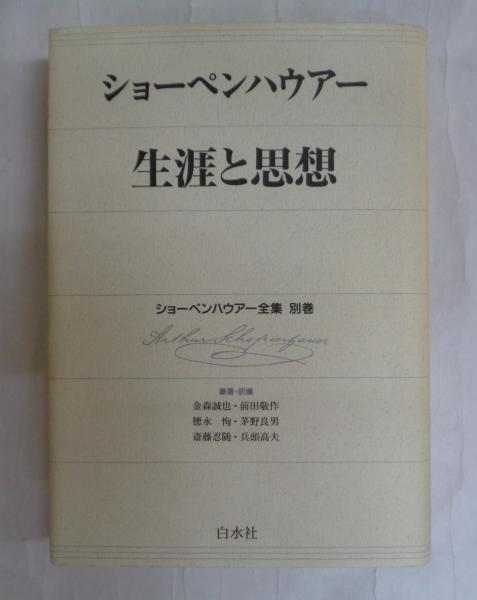 ショーペンハウアー
生涯と思想
ショーペンハウアー全集 別巻
Arthur Schopenhauer
■著・訳■
金森誠也・前田敬作
徳永 恂・茅野良男
斎藤忍随・兵頭高夫
白水社